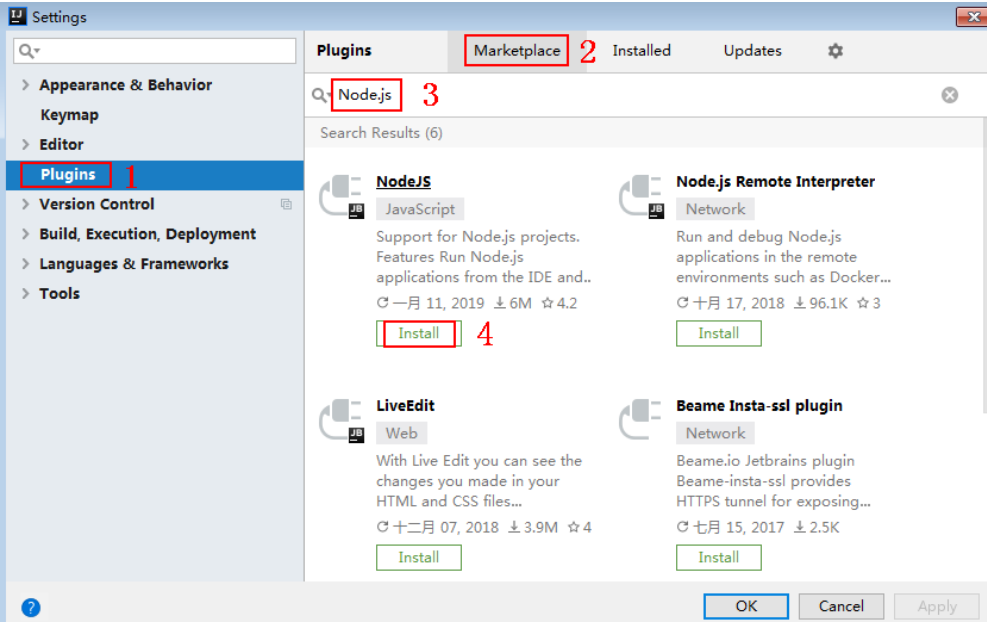 Settings
Plugins
Marketplace
2
Installed
Updates
Appearance & Behavior
Keymap
Editor
Plugins
1
Version Control
Build, Execution, Deployment
Languages & Frameworks
Tools
Node.js
3
Search Results (6)
NodeJS
JavaScript
Support for Node.js projects.
Features Run Node.js
applications from the IDE and..
一月 11, 2019 6M 4.2
Install
4
Node.js Remote Interpreter
Network
Run and debug Node.js
applications in the remote
environments such as Docker...
十月 17, 2018 96.1K 3
Install
LiveEdit
Web
With Live Edit you can see the
changes you made in your
HTML and CSS files...
十二月 07, 2018 3.9M 4
Install
Beame Insta-ssl plugin
Network
Beame.io Jetbrains plugin
Beame-insta-ssl provides
HTTPS tunnel for exposing...
七月 15, 2017 2.5K
Install
?
OK
Cancel
Apply